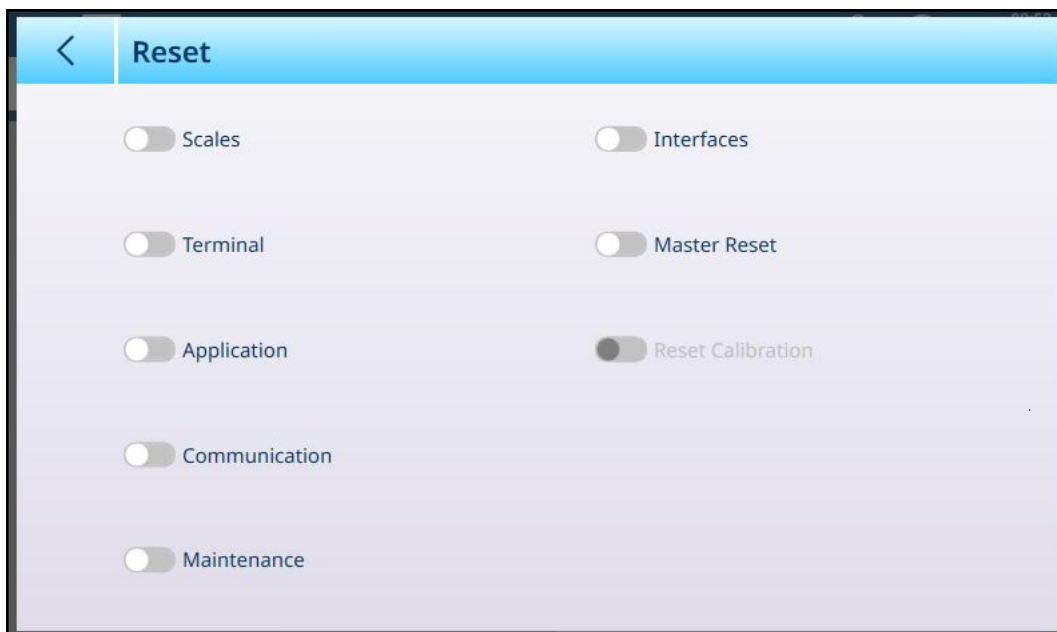 Reset
Scales
Interfaces
Terminal
Master Reset
Application
Reset Calibration
Communication
Maintenance